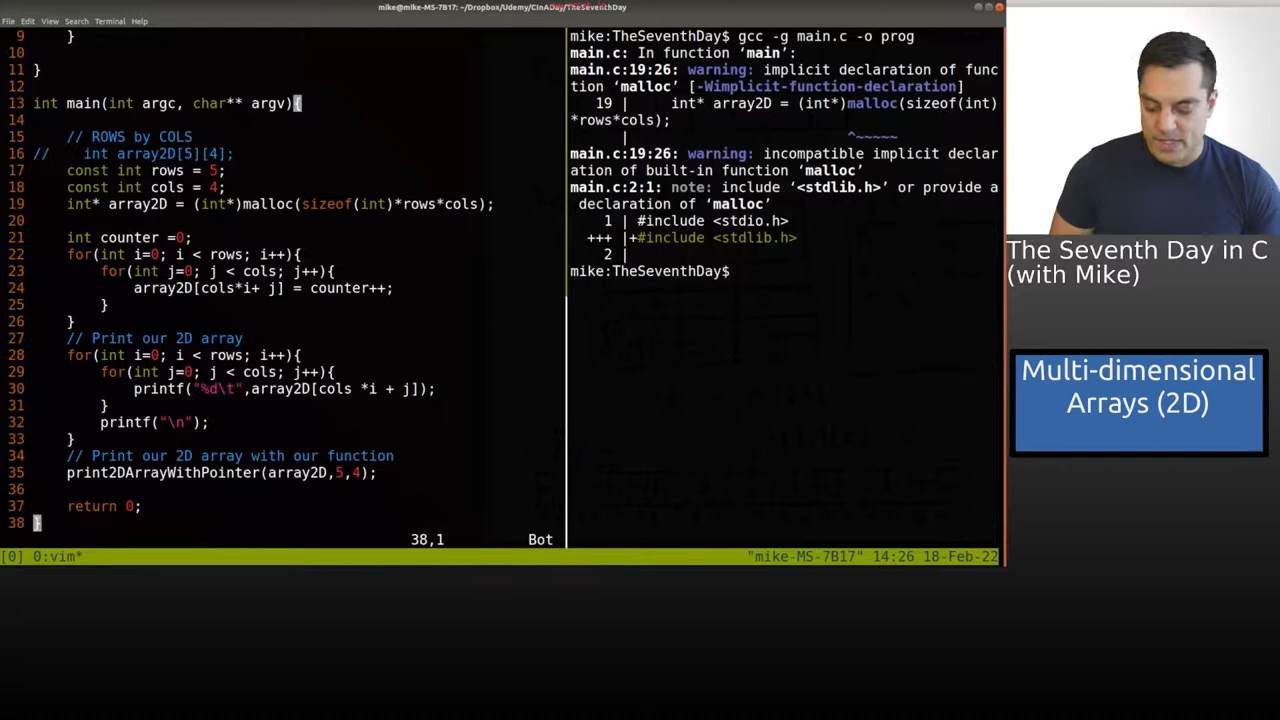 mike@mike-MS-7B17: ~/Dropbox/Udemy/CInADay/TheSeventhDay
File Edit View Search Terminal Help
9 }
10
11 }
12
13 int main(int argc, char** argv){
14
15 // ROWS by COLS
16 // int array2D[5][4];
17 const int rows = 5;
18 const int cols = 4;
19 int* array2D = (int*)malloc(sizeof(int)*rows*cols);
20
21 int counter =0;
22 for(int i=0; i < rows; i++){
23 for(int j=0; j < cols; j++){
24 array2D[cols*i+ j] = counter++;
25 }
26 }
27 // Print our 2D array
28 for(int i=0; i < rows; i++){
29 for(int j=0; j < cols; j++){
30 printf("%d\t",array2D[cols *i + j]);
31 }
32 printf("\n");
33 }
34 // Print our 2D array with our function
35 print2DArrayWithPointer(array2D,5,4);
36
37 return 0;
38 }
38,1 Bot
mike:TheSeventhDay$ gcc -g main.c -o prog
main.c: In function ‘main’:
main.c:19:26: warning: implicit declaration of func
tion ‘malloc’ [-Wimplicit-function-declaration]
19 | int* array2D = (int*)malloc(sizeof(int)
*rows*cols);
| ^~~~~~
main.c:19:26: warning: incompatible implicit declar
ation of built-in function ‘malloc’
main.c:2:1: note: include ‘<stdlib.h>’ or provide a
declaration of ‘malloc’
1 | #include <stdio.h>
+++ |+#include <stdlib.h>
2 |
mike:TheSeventhDay$
[0] 0:vim* "mike-MS-7B17" 14:26 18-Feb-22
The Seventh Day in C
(with Mike)
Multi-dimensional
Arrays (2D)